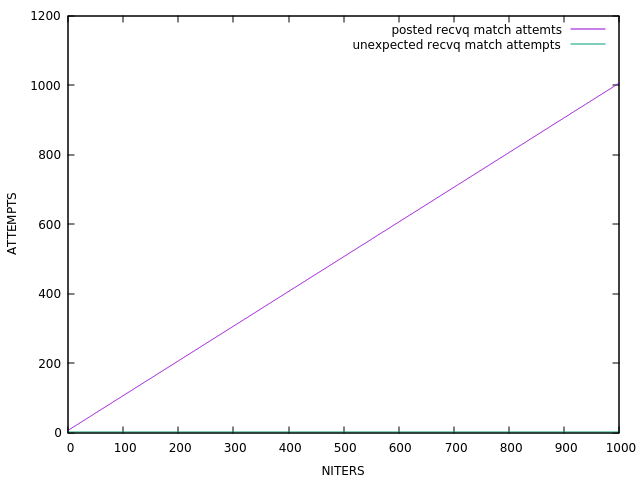 1200
posted recvq match attemts
unexpected recvq match attempts
1000
800
600
400
200
0
ATTEMPTS
0 100 200 300 400 500 600 700 800 900 1000
NITERS